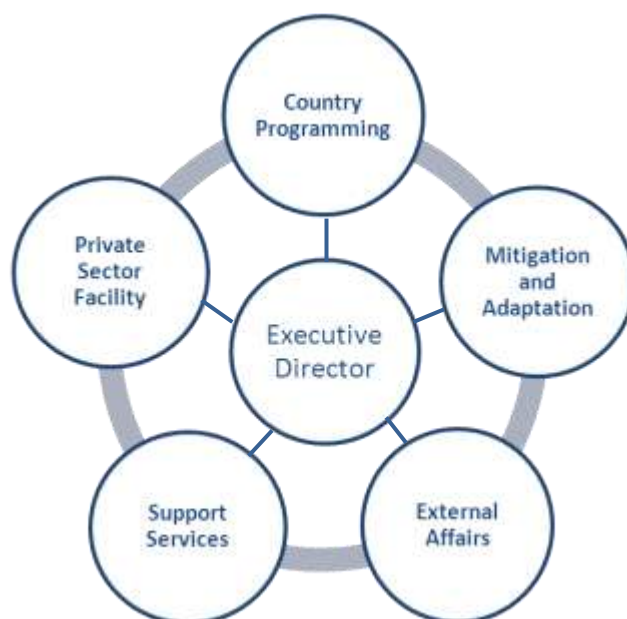 Country
Programming
Private
Sector
Facility
Mitigation
and
Adaptation
Executive
Director
Support
Services
External
Affairs